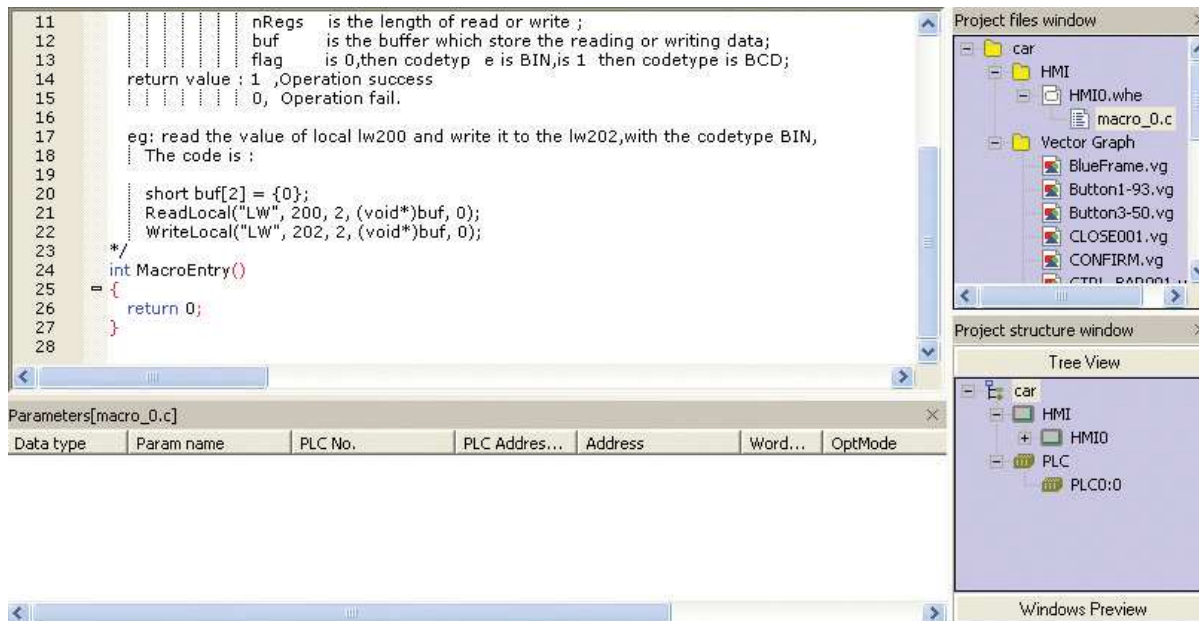 11 nRegs is the length of read or write ;
12 buf is the buffer which store the reading or writing data;
13 flag is 0,then codetyp e is BIN,is 1 then codetype is BCD;
14 return value : 1 ,Operation success
15 0, Operation fail.
16
17 eg: read the value of local lw200 and write it to the lw202,with the codetype BIN,
18 The code is :
19
20 short buf[2] = {0};
21 ReadLocal("LW", 200, 2, (void*)buf, 0);
22 WriteLocal("LW", 202, 2, (void*)buf, 0);
23 */
24 int MacroEntry()
25 {
26 return 0;
27 }
28
Parameters[macro_0.c]
Data type Param name PLC No. PLC Addres... Address Word... OptMode
Project files window
car
HMI
HMI0.whe
macro_0.c
Vector Graph
BlueFrame.vg
Button1-93.vg
Button3-50.vg
CLOSE001.vg
CONFIRM.vg
Project structure window
Tree View
car
HMI
HMI0
PLC
PLC0:0
Windows Preview